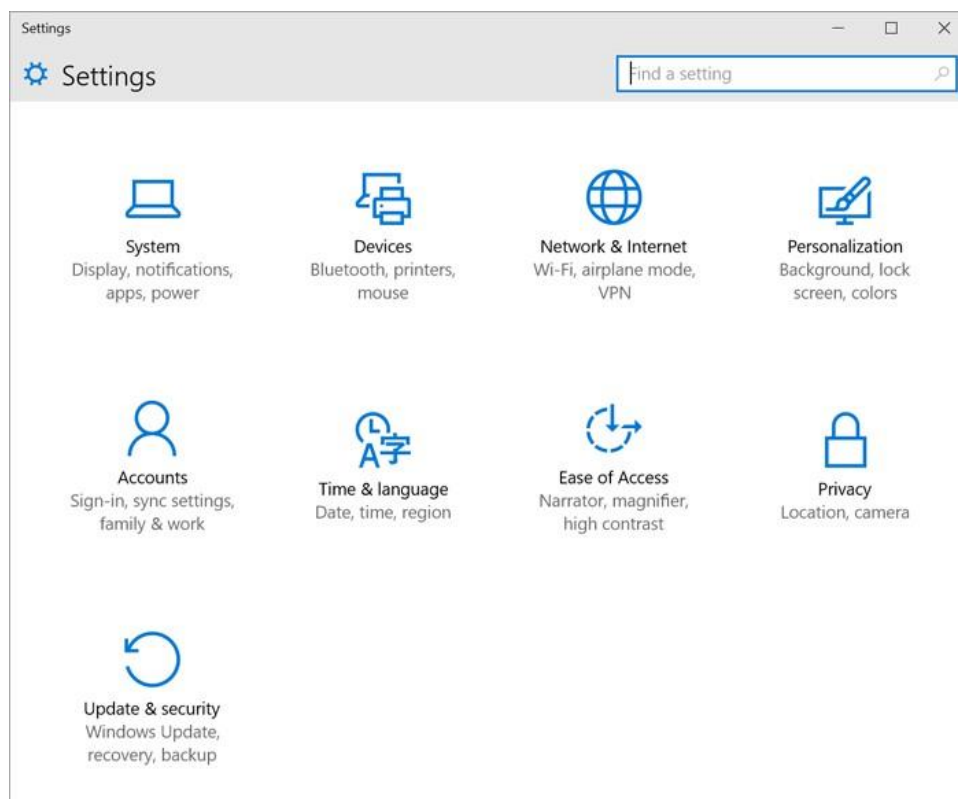 Settings
Settings
Find a setting
System
Display, notifications,
apps, power
Devices
Bluetooth, printers,
mouse
Network & Internet
Wi-Fi, airplane mode,
VPN
Personalization
Background, lock
screen, colors
A字
Accounts
Sign-in, sync settings,
family & work
Time & language
Date, time, region
Ease of Access
Narrator, magnifier,
high contrast
Privacy
Location, camera
Update & security
Windows Update,
recovery, backup